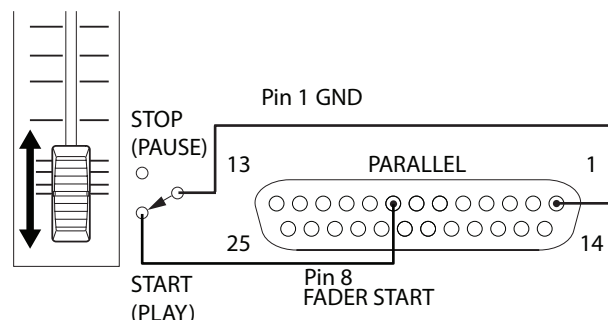 Pin 1 GND
STOP
(PAUSE)
13
PARALLEL
1
25
14
START
(PLAY)
Pin 8
FADER START